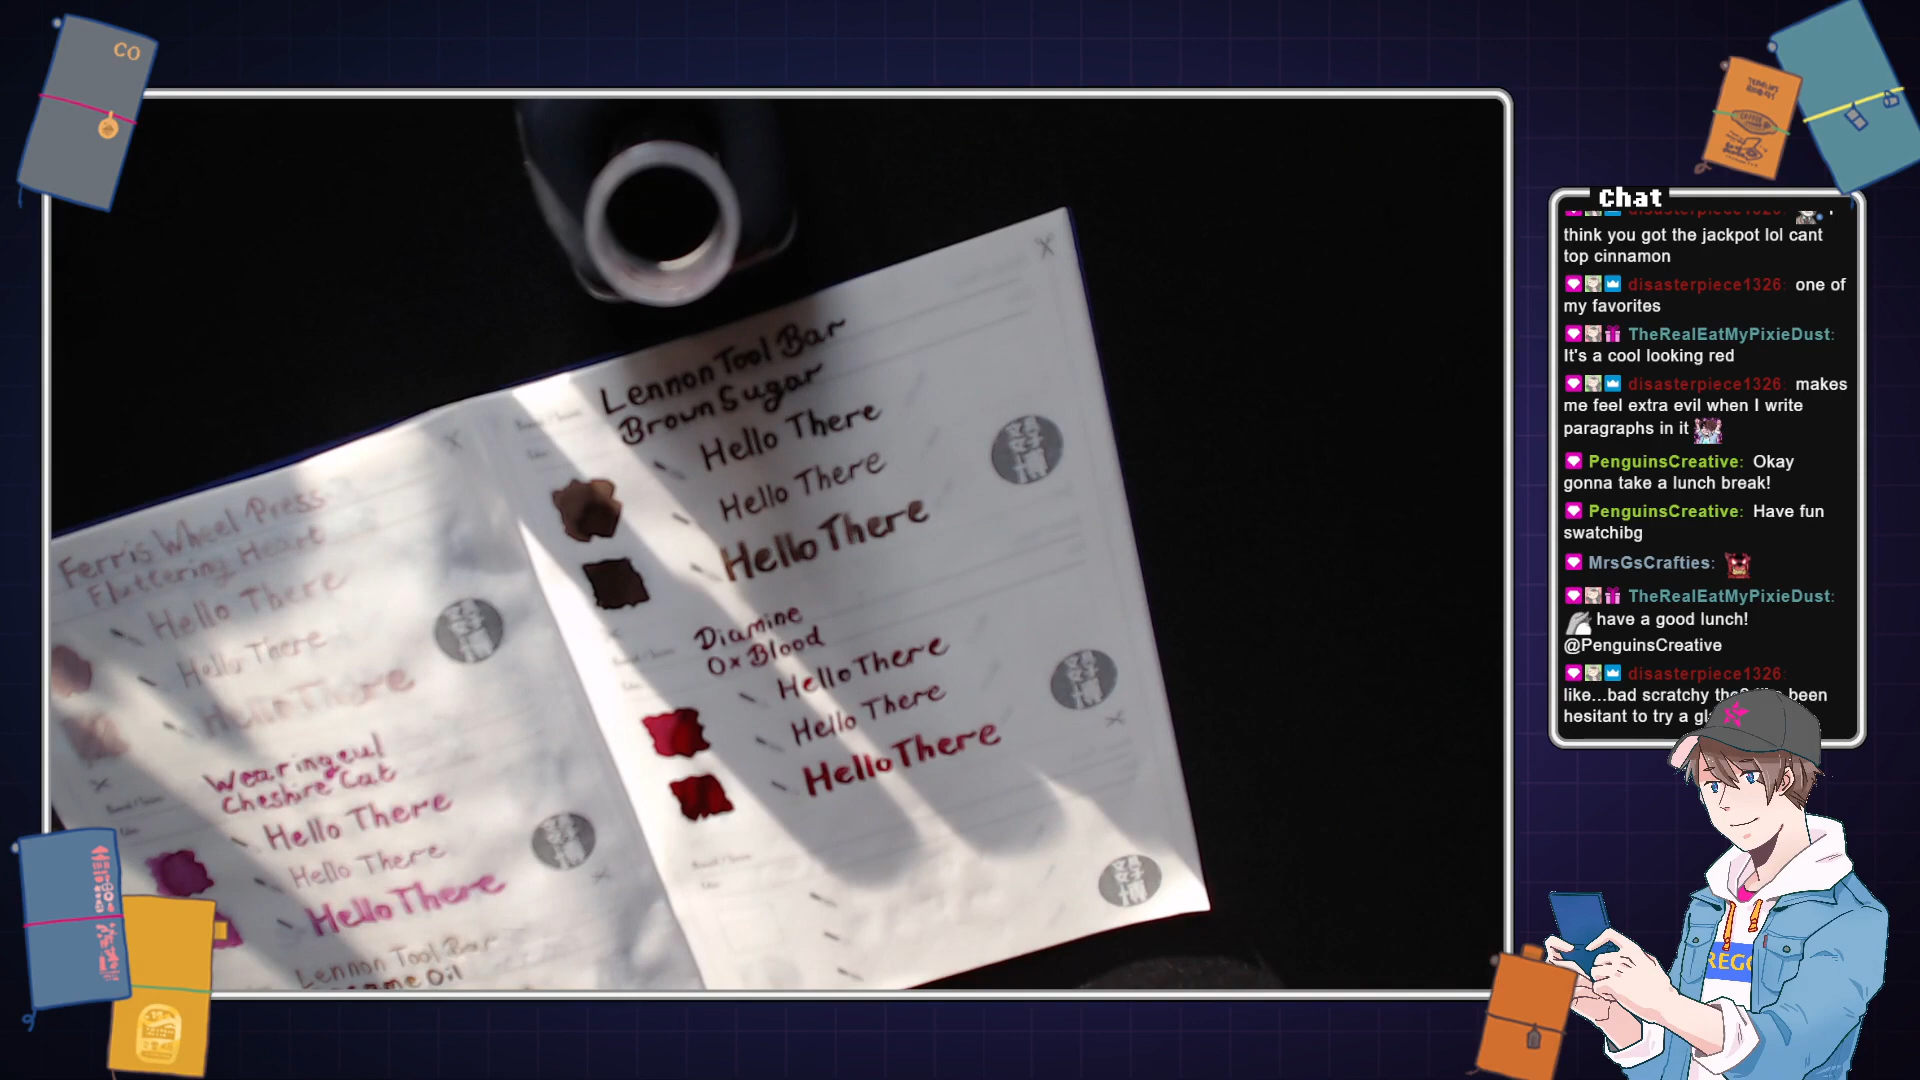 CO
chat
think you got the jackpot lol cant
top cinnamon
disasterpiece1326: one of
my favorites
TheRealEatMyPixieDust:
It's a cool looking red
disasterpiece1326: makes
me feel extra evil when I write
paragraphs in it
PenguinsCreative: Okay
gonna take a lunch break!
PenguinsCreative: Have fun
swatchibg
MrsGsCrafties:
TheRealEatMyPixieDust:
have a good lunch!
@PenguinsCreative
disasterpiece1326:
like...bad scratchy been
hesitant to try a
Ferris Wheel Press
Fluttering Heart
Hello There
Hello There
Hello There
Wearingeul
Cheshire Cat
Hello There
Hello There
Hello There
Lennon Tool Bar
Oil
Lennon Tool Bar
Brown Sugar
Hello There
Hello There
Hello There
Diamine
Ox Blood
Hello There
Hello There
Hello There